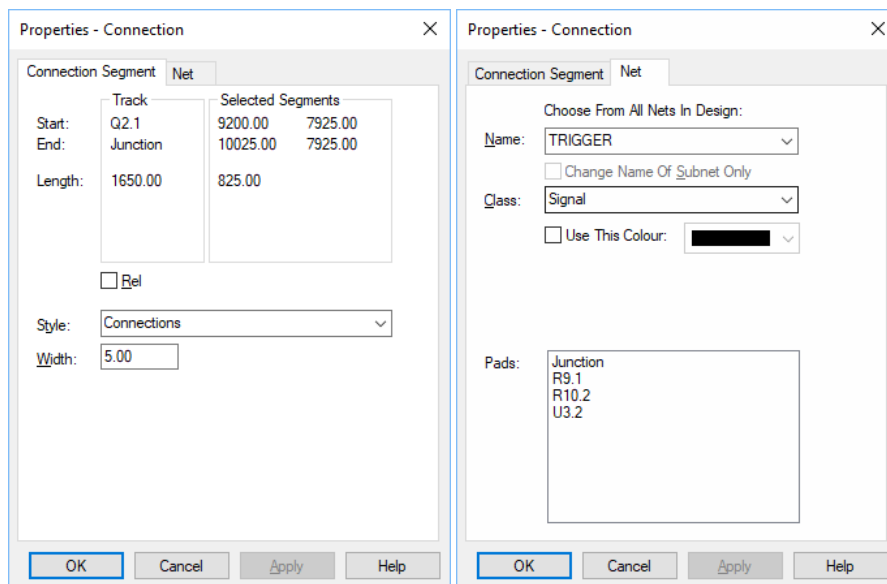 Properties - Connection
Connection Segment Net
Track Selected Segments
Start: Q2.1 9200.00 7925.00
End: Junction 10025.00 7925.00
Length: 1650.00 825.00
Rel
Style: Connections
Width: 5.00
OK Cancel Apply Help
Properties - Connection
Connection Segment Net
Choose From All Nets In Design:
Name: TRIGGER
Change Name Of Subnet Only
Class: Signal
Use This Colour:
Pads: Junction
R9.1
R10.2
U3.2
OK Cancel Apply Help